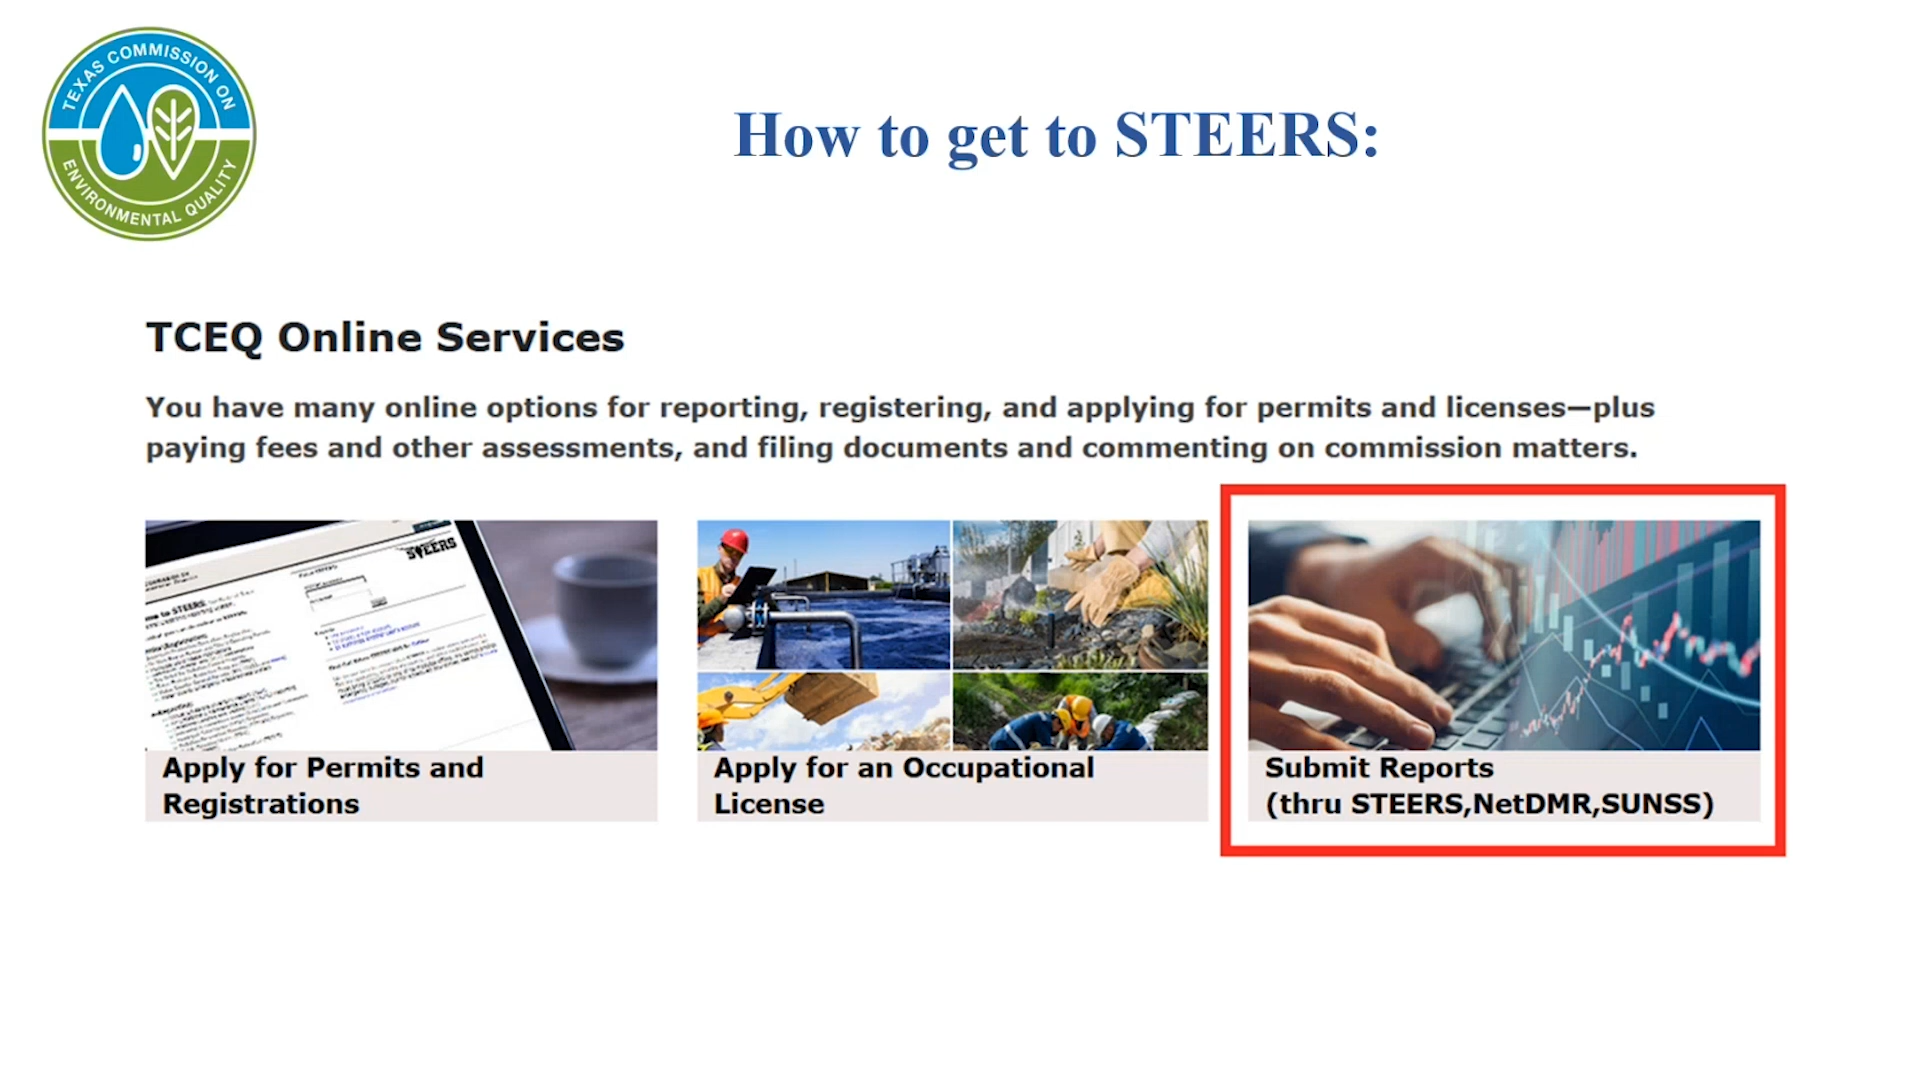 TEXAS COMMISSION ON
ENVIRONMENTAL QUALITY
How to get to STEERS:
TCEQ Online Services
You have many online options for reporting, registering, and applying for permits and licenses—plus
paying fees and other assessments, and filing documents and commenting on commission matters.
STEERS
Apply for Permits and
Registrations
Apply for an Occupational
License
Submit Reports
(thru STEERS,NetDMR,SUNSS)